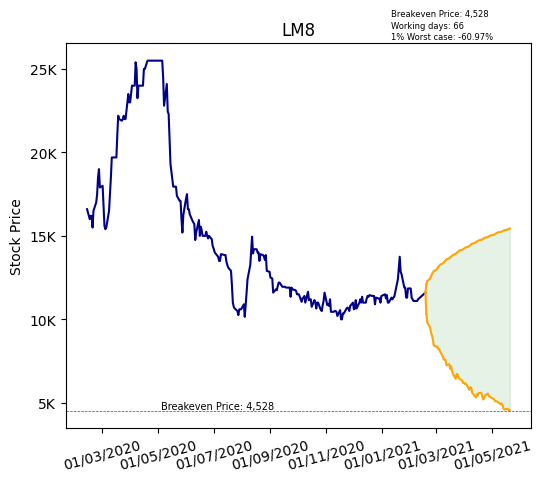 Breakeven Price: 4,528
Working days: 66
1% Worst case: -60.97%
LM8
Stock Price
25K
20K
15K
10K
5K
Breakeven Price: 4,528
01/03/2020
01/05/2020
01/07/2020
01/09/2020
01/11/2020
01/01/2021
01/03/2021
01/05/2021